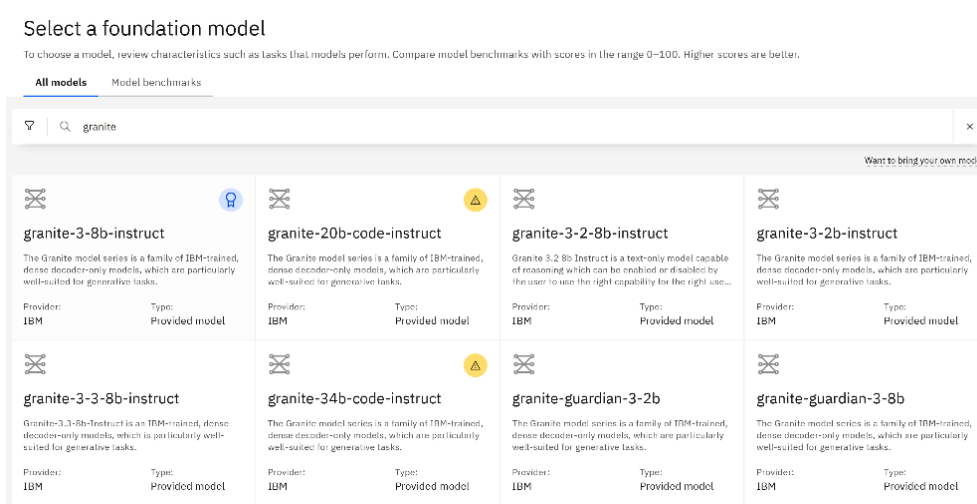 Select a foundation model
To choose a model, review characteristics such as tasks that models perform. Compare model benchmarks with scores in the range 0–100. Higher scores are better.
All models Model benchmarks
granite
Want to bring your own mod
granite-3-8b-instruct
The Granite model series is a family of IBM-trained,
dense decoder-only models, which are particularly
well-suited for generative tasks.
Provider: Type:
IBM Provided model
granite-20b-code-instruct
The Granite model series is a family of IBM-trained,
dense decoder-only models, which are particularly
well-suited for generative tasks.
Provider: Type:
IBM Provided model
granite-3-2-8b-instruct
Granite 3.2 8b Instruct is a text-only model capable
of reasoning which can be enabled or disabled by
the user to use the right capability for the right use...
Provider: Type:
IBM Provided model
granite-3-2b-instruct
The Granite model series is a family of IBM-trained,
dense decoder-only models, which are particularly
well-suited for generative tasks.
Provider: Type:
IBM Provided model
granite-3-3-8b-instruct
Granite-3.3-8b-Instruct is an IBM-trained, dense
decoder-only models, which is particularly well-
suited for generative tasks.
Provider: Type:
IBM Provided model
granite-34b-code-instruct
The Granite model series is a family of IBM-trained,
dense decoder-only models, which are particularly
well-suited for generative tasks.
Provider: Type:
IBM Provided model
granite-guardian-3-2b
The Granite model series is a family of IBM-trained,
dense decoder-only models, which are particularly
well-suited for generative tasks.
Provider: Type:
IBM Provided model
granite-guardian-3-8b
The Granite model series is a family of IBM-trained,
dense decoder-only models, which are particularly
well-suited for generative tasks.
Provider: Type:
IBM Provided model